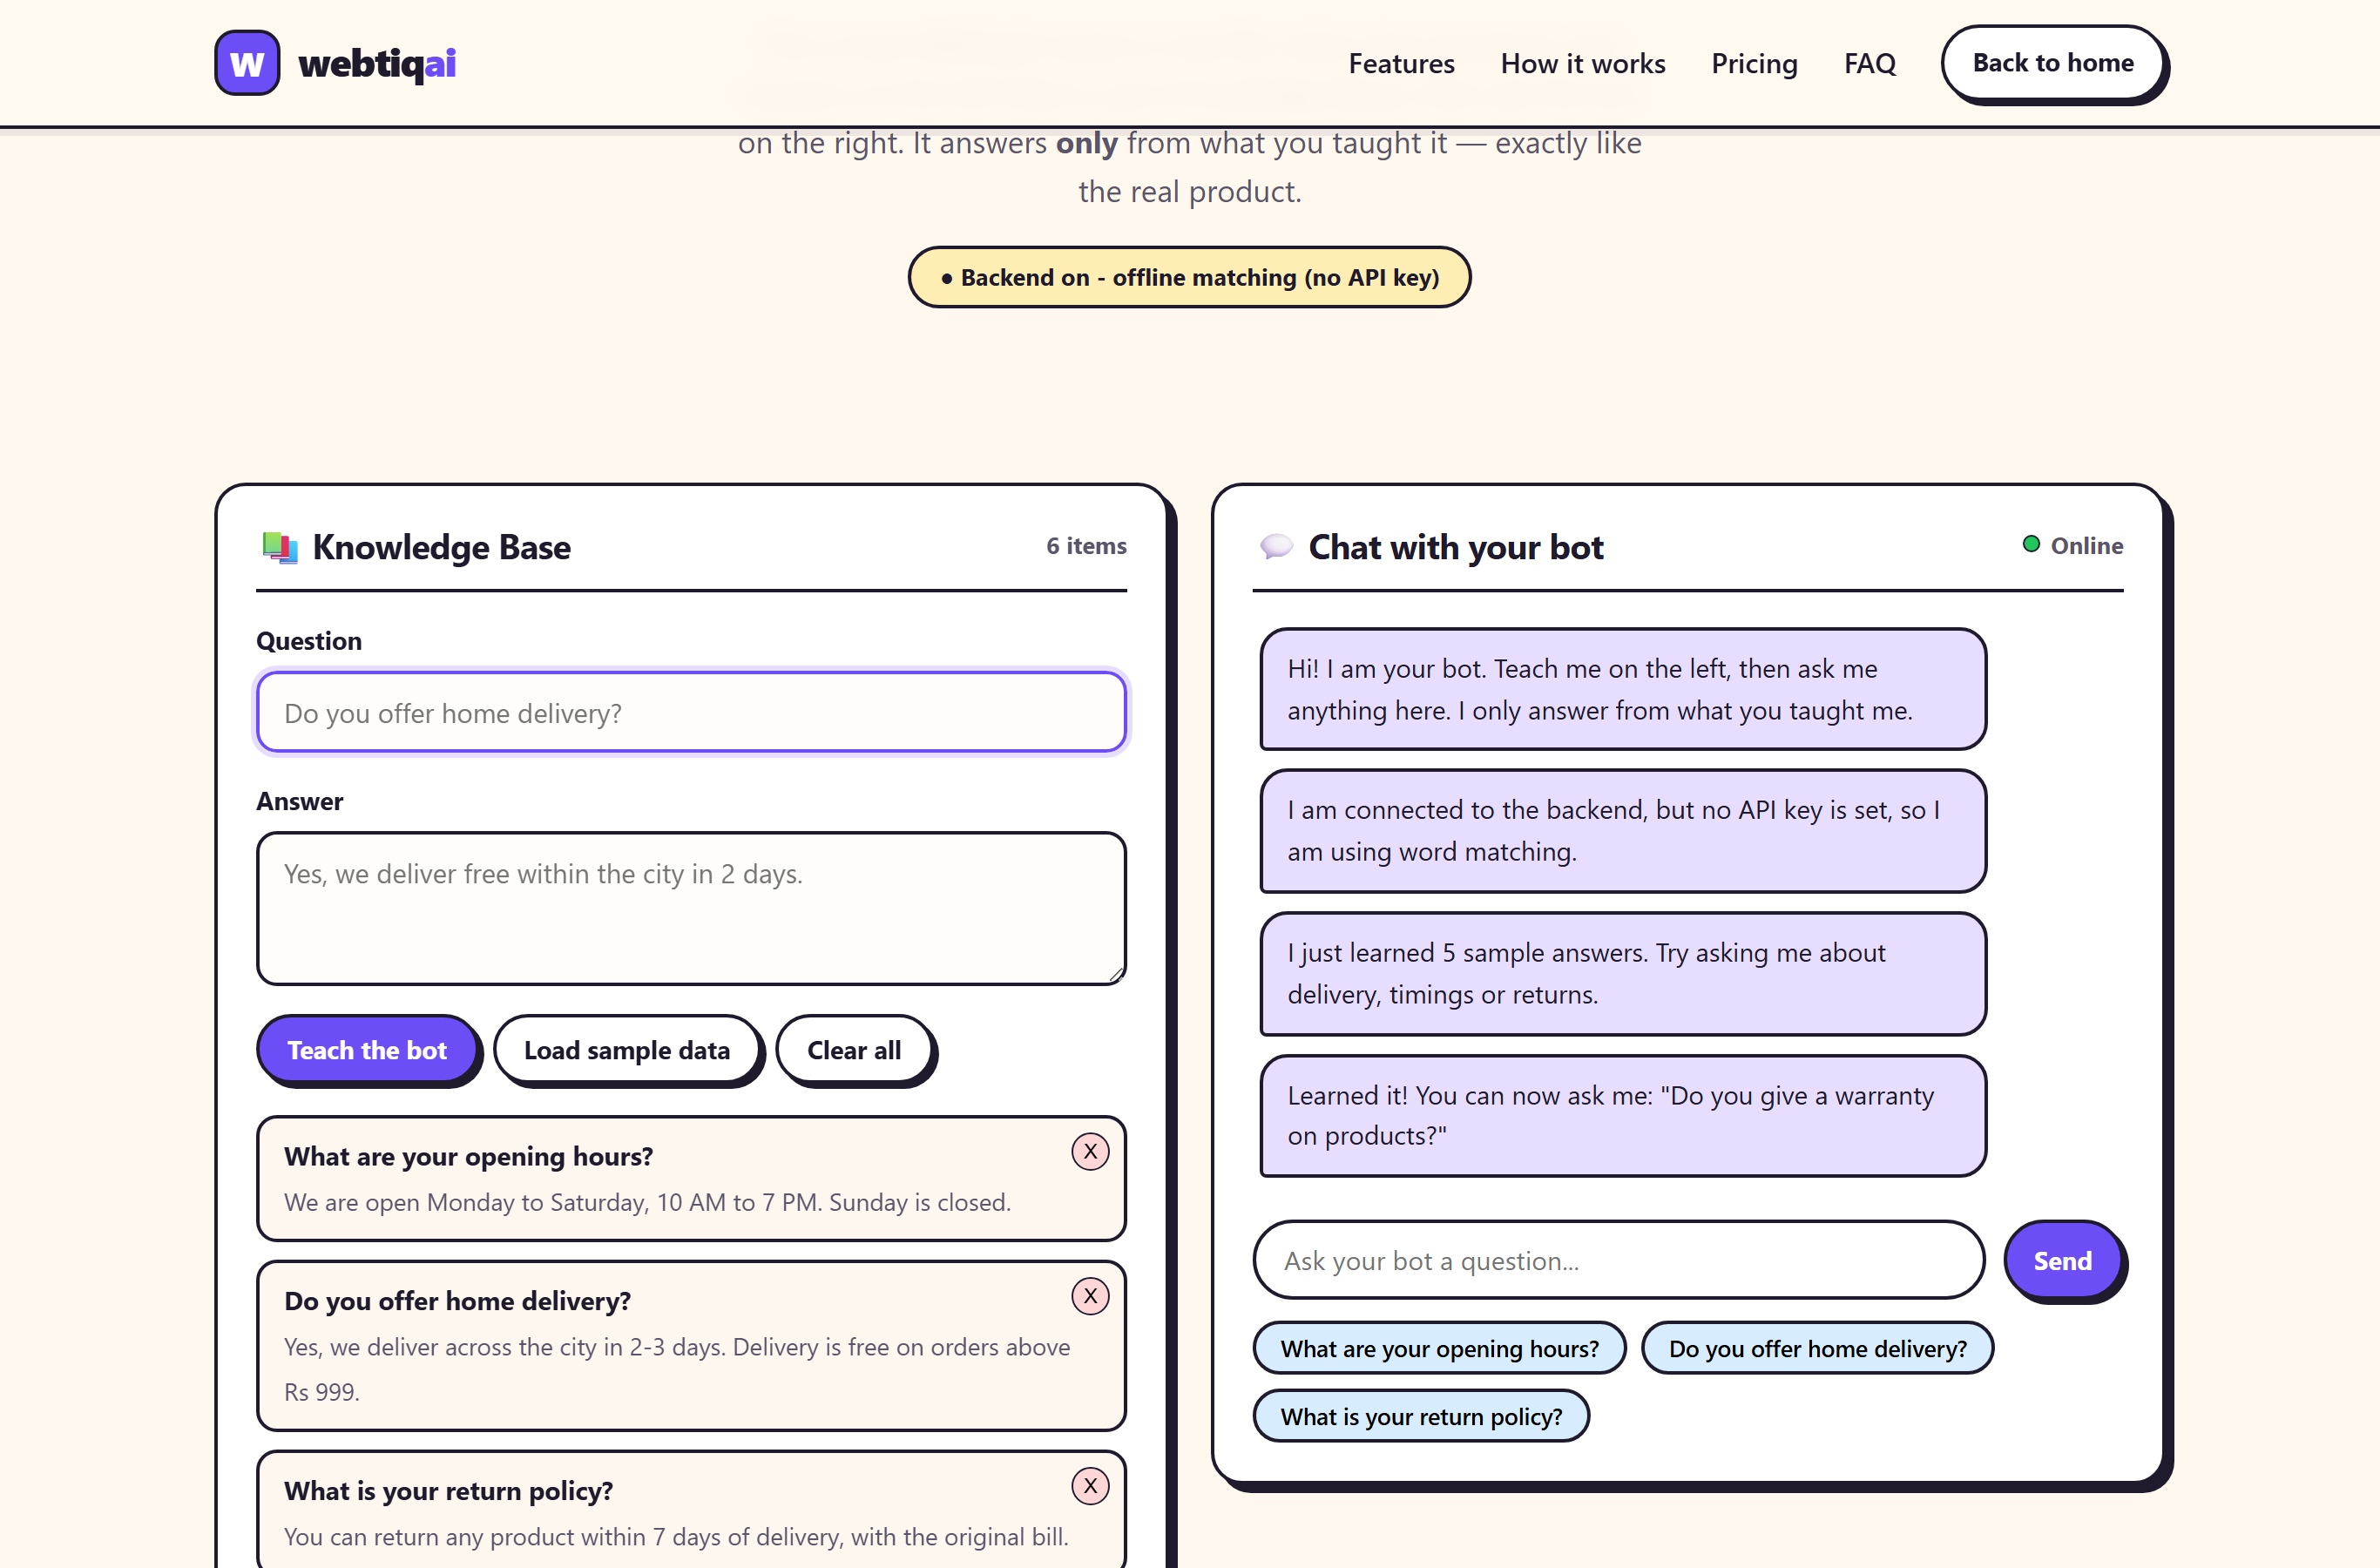 W webtiqai
Features How it works Pricing FAQ Back to home
on the right. It answers only from what you taught it — exactly like
the real product.
● Backend on - offline matching (no API key)
Knowledge Base
6 items
Question
Do you offer home delivery?
Answer
Yes, we deliver free within the city in 2 days.
Teach the bot Load sample data Clear all
What are your opening hours?
X
We are open Monday to Saturday, 10 AM to 7 PM. Sunday is closed.
Do you offer home delivery?
X
Yes, we deliver across the city in 2-3 days. Delivery is free on orders above
Rs 999.
What is your return policy?
X
You can return any product within 7 days of delivery, with the original bill.
Chat with your bot
Online
Hi! I am your bot. Teach me on the left, then ask me
anything here. I only answer from what you taught me.
I am connected to the backend, but no API key is set, so I
am using word matching.
I just learned 5 sample answers. Try asking me about
delivery, timings or returns.
Learned it! You can now ask me: "Do you give a warranty
on products?"
Ask your bot a question...
Send
What are your opening hours? Do you offer home delivery?
What is your return policy?